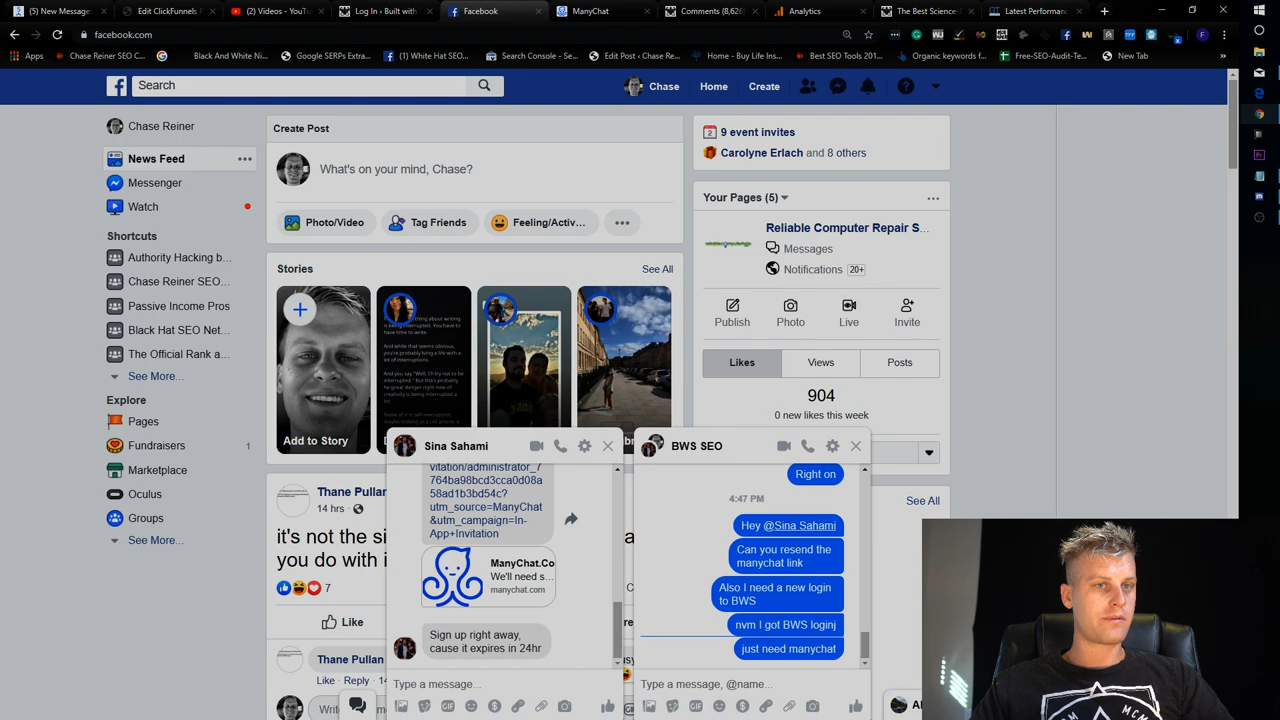 (5) New Messages
Edit ClickFunnels
(2) Videos - YouTu
Log In ‹ Built with
Facebook
ManyChat
Comments (8,626
Analytics
The Best Science-
Latest Performanc
facebook.com
Apps
Chase Reiner SEO C...
Black And White Ni...
Google SERPs Extra...
(1) White Hat SEO...
Search Console
Edit Post ‹ Chase Re...
Home - Buy Life Ins...
Best SEO Tools 201...
Organic keywords f...
Free-SEO-Audit-Te...
New Tab
Search
Chase
Home
Create
Chase Reiner
News Feed
Messenger
Watch
Shortcuts
Authority Hacking b...
Chase Reiner SEO...
Passive Income Pros
Black Hat SEO Net...
The Official Rank a...
See More...
Explore
Pages
Fundraisers 1
Marketplace
Oculus
Groups
See More...
Create Post
What's on your mind, Chase?
Photo/Video
Tag Friends
Feeling/Activ...
Stories
See All
Add to Story
Thane Pullan
14 hrs
it's not the si
you do with i
7
Like
Thane Pullan
Like · Reply · 14
9 event invites
Carolyne Erlach and 8 others
Your Pages (5)
Reliable Computer Repair S...
Messages
Notifications 20+
Publish
Photo
Live
Invite
Likes
Views
Posts
904
0 new likes this week
See All
Sina Sahami
vitation/administrator_7
764ba98bcd3cca0d08a
58ad1b3bd54c?
utm_source=ManyChat
&utm_campaign=In-
App+Invitation
ManyChat.Co
We'll need s...
manychat.com
Sign up right away,
cause it expires in 24hr
Type a message...
BWS SEO
Right on
4:47 PM
Hey @Sina Sahami
Can you resend the
manychat link
Also I need a new login
to BWS
nvm I got BWS loginj
just need manychat
Type a message, @name...